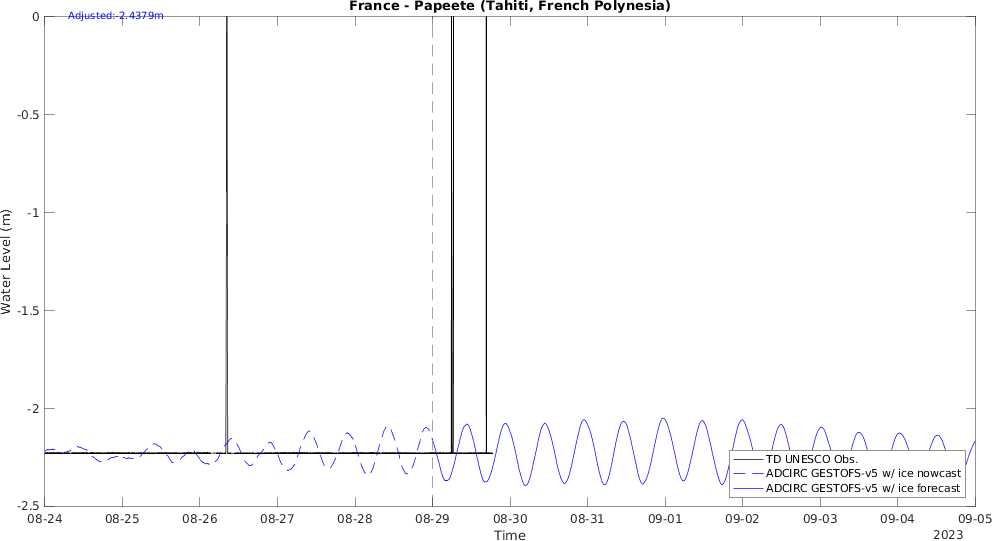 France - Papeete (Tahiti, French Polynesia)
Adjusted:-2.4379m
0
-0.5
-1
-1.5
-2
-2.5
Water Level (m)
TD UNESCO Obs.
ADCIRC GESTOFS-v5 w/ ice nowcast
ADCIRC GESTOFS-v5 w/ ice forecast
08-24 08-25 08-26 08-27 08-28 08-29 08-30 08-31 09-01 09-02 09-03 09-04 09-05
Time
2023